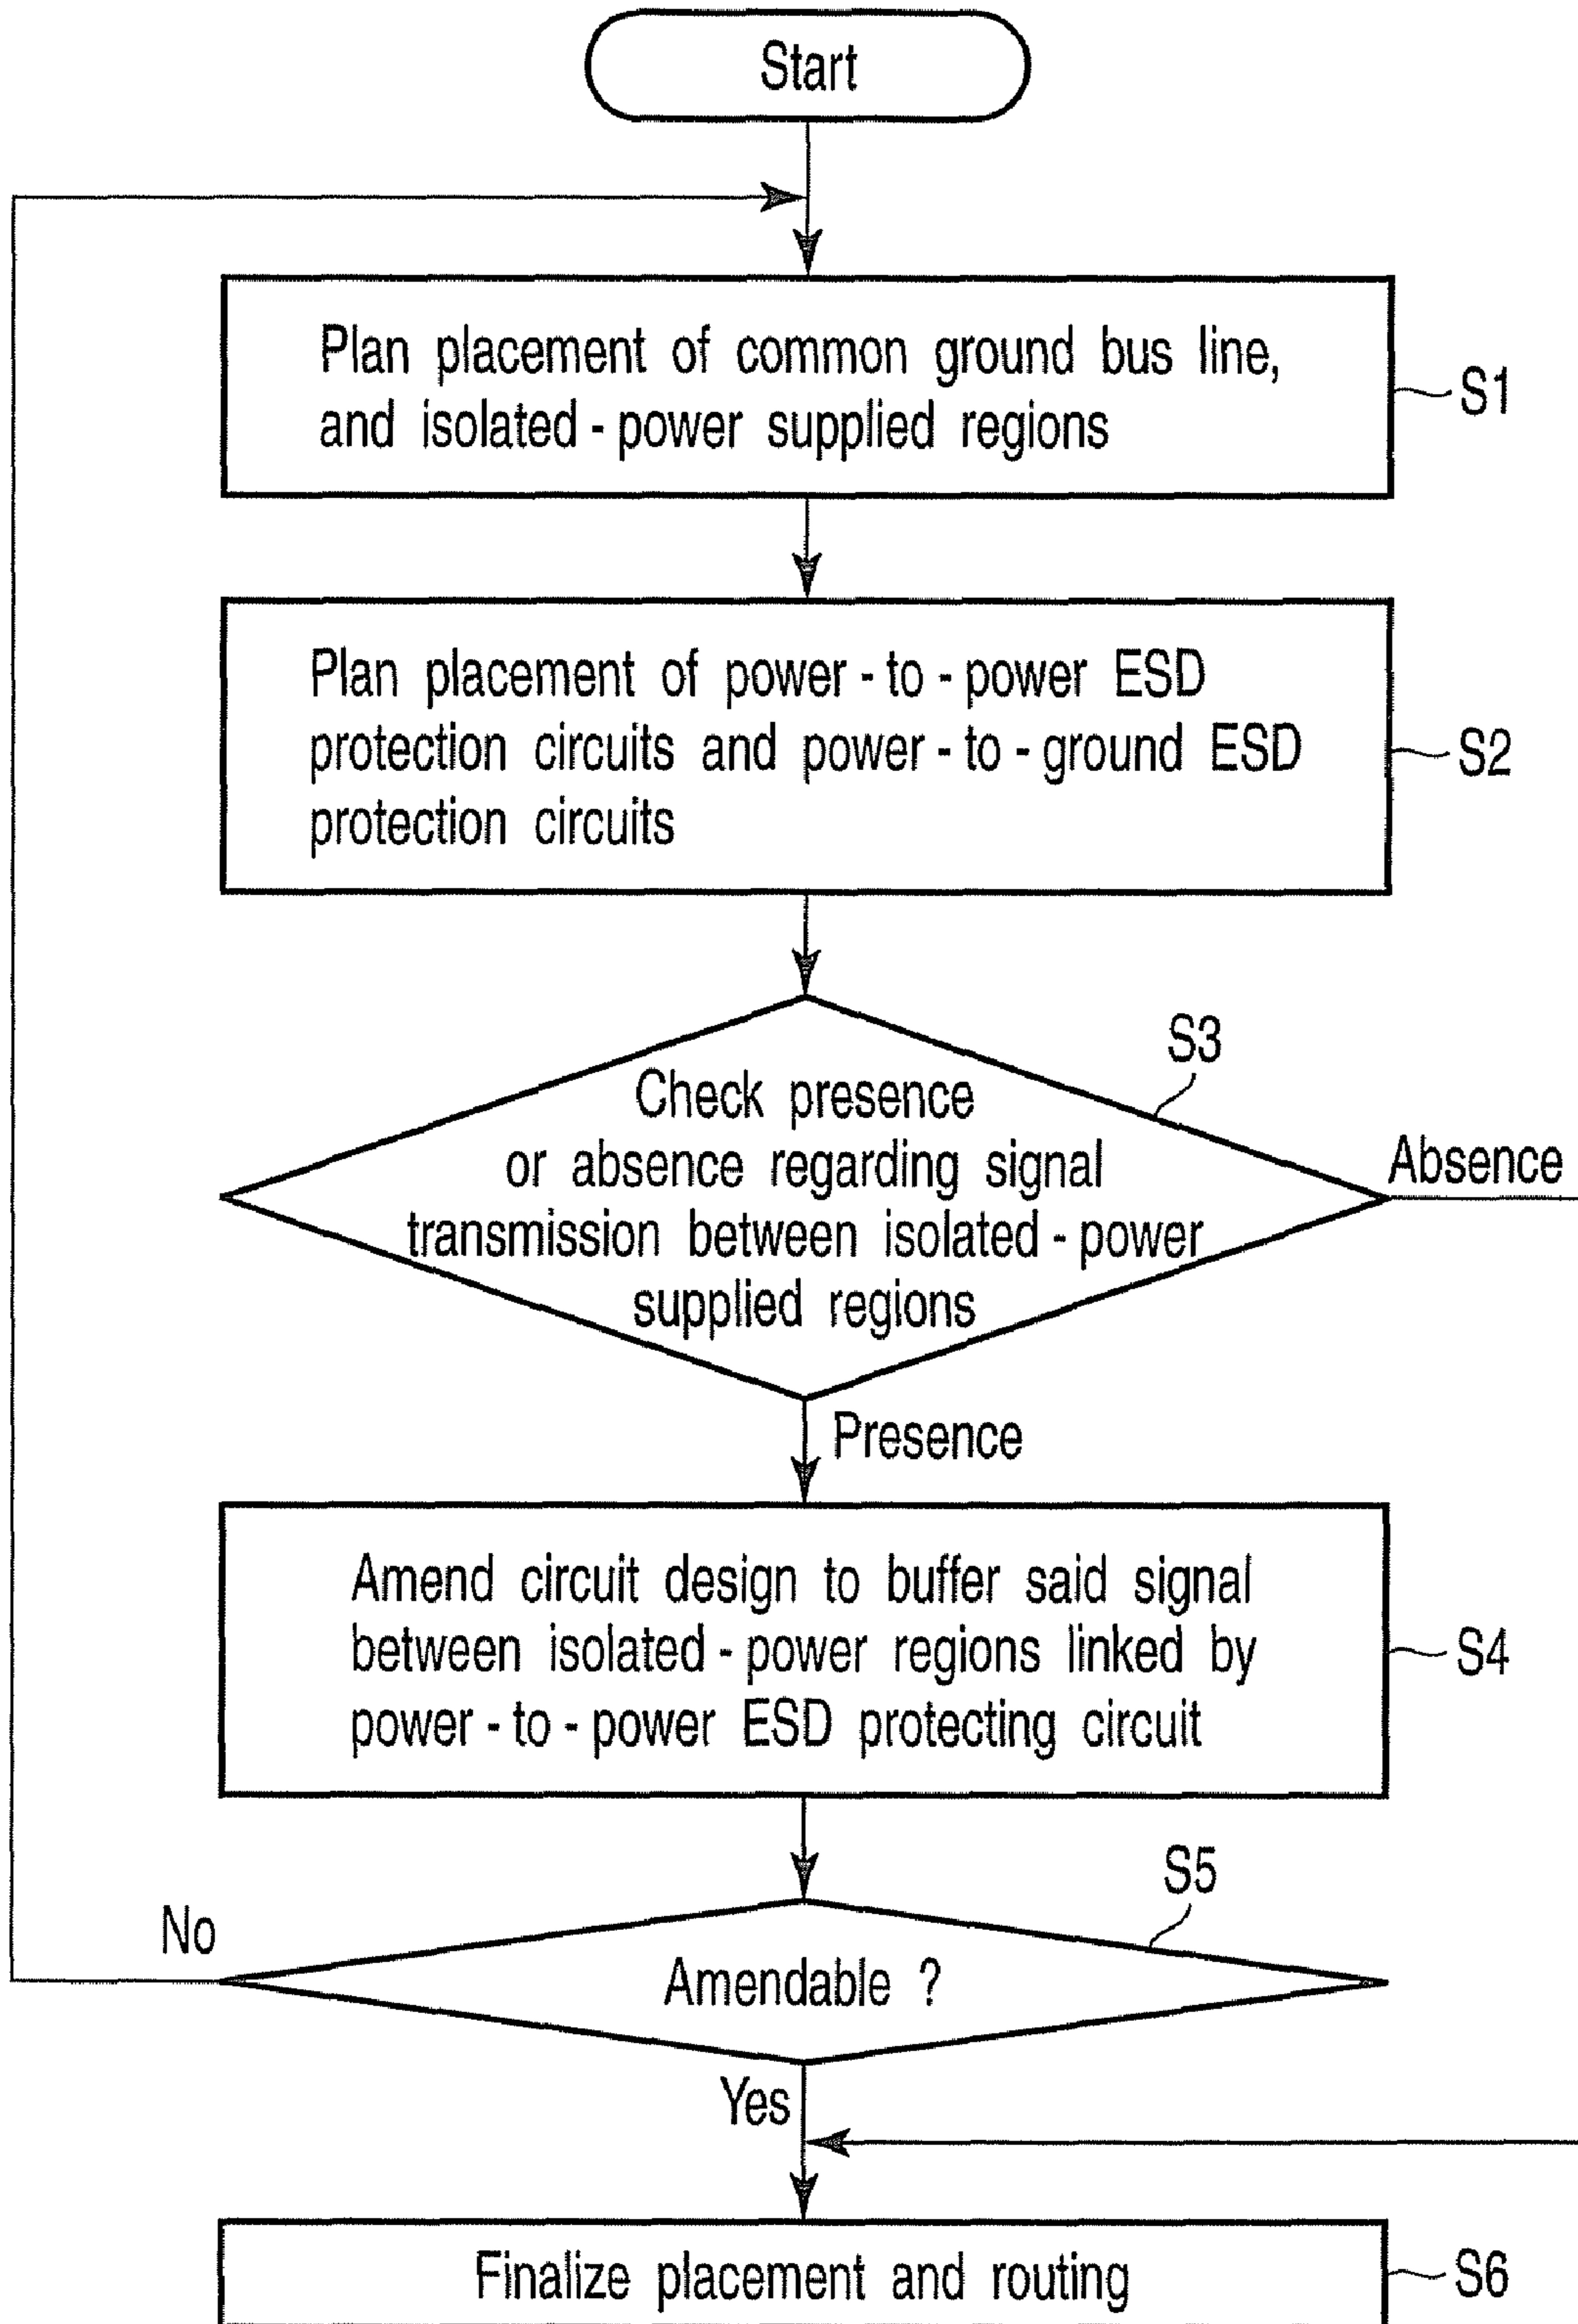 Start
Plan placement of common ground bus line,
and isolated - power supplied regions
S1
Plan placement of power - to - power ESD
protection circuits and power - to - ground ESD
protection circuits
S2
S3
Check presence
or absence regarding signal
transmission between isolated - power
supplied regions
Absence
Presence
Amend circuit design to buffer said signal
between isolated - power regions linked by
power - to - power ESD protecting circuit
S4
S5
No
Amendable ?
Yes
Finalize placement and routing
S6